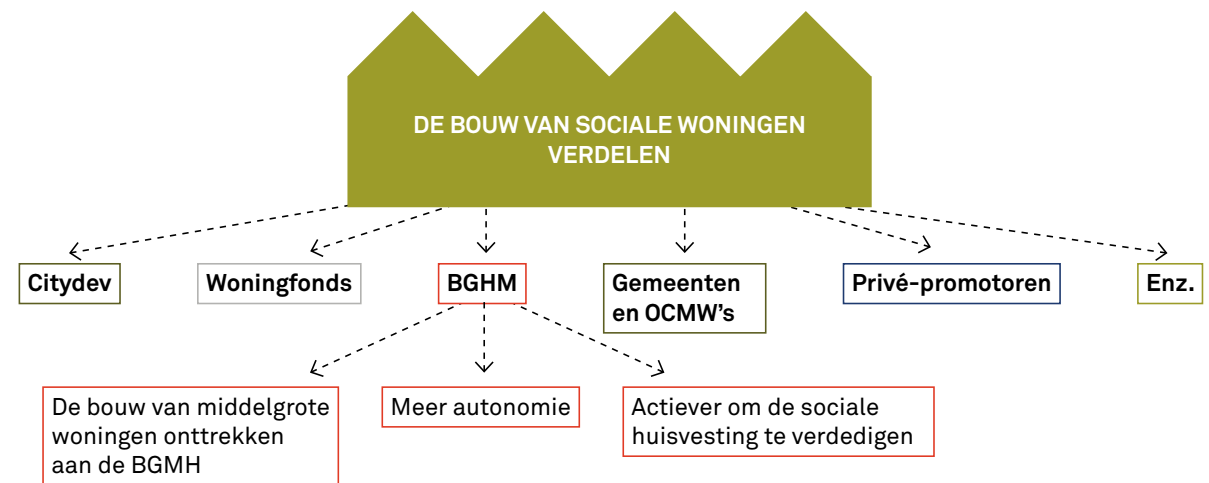 DE BOUW VAN SOCIALE WONINGEN
VERDELEN
Citydev
Woningfonds
BGHM
Gemeenten
en OCMW's
Privé-promotoren
Enz.
De bouw van middelgrote
woningen onttrekken
aan de BGMH
Meer autonomie
Actiever om de sociale
huisvesting te verdedigen